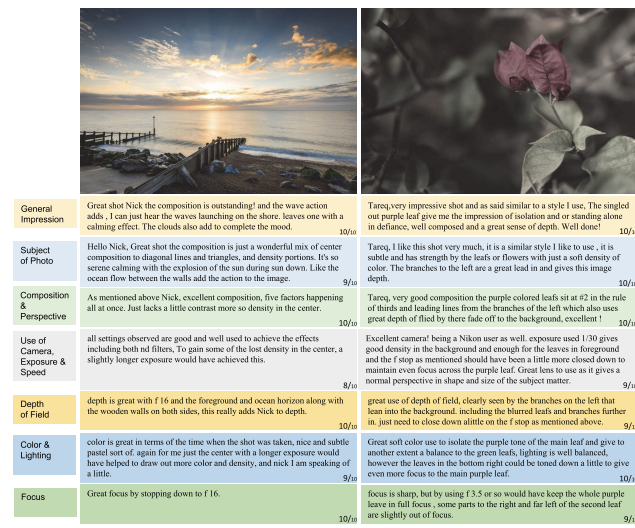 General
Impression
Great shot Nick the composition is outstanding! and the wave action
adds , I can just hear the waves launching on the shore. leaves one with a
calming effect. The clouds also add to complete the mood.
10/10
Tareq,very impressive shot and as said similar to a style I use, The singled
out purple leaf give me the impression of isolation and or standing alone
in defiance, well composed and a great sense of depth. Well done!
10/1
Subject
of Photo
Hello Nick, Great shot the composition is just a wonderful mix of center
composition to diagonal lines and triangles, and density portions. It's so
serene calming with the explosion of the sun during sun down. Like the
ocean flow between the walls add the action to the image.
9/10
Tareq, I like this shot very much, it is a similar style I like to use , it is
subtle and has strength by the leafs or flowers with just a soft density of
color. The branches to the left are a great lead in and gives this image
depth.
10/1
Composition
&
Perspective
As mentioned above Nick, excellent composition, five factors happening
all at once. Just lacks a little contrast more so density in the center.
10/10
Tareq, very good composition the purple colored leafs sit at #2 in the rule
of thirds and leading lines from the branches of the left which also uses
great depth of flied by there fade off to the background, excellent !
10/1
Use of
Camera,
Exposure &
Speed
all settings observed are good and well used to achieve the effects
including both nd filters, To gain some of the lost density in the center, a
slightly longer exposure would have achieved this.
8/10
Excellent camera! being a Nikon user as well. exposure used 1/30 gives
good density in the background and enough for the leaves in foreground
and the f stop as mentioned should have been a little more closed down to
maintain even focus across the purple leaf. Great lens to use as it gives a
normal perspective in shape and size of the subject matter.
9/1
Depth
of Field
depth is great with f 16 and the foreground and ocean horizon along with
the wooden walls on both sides, this really adds Nick to depth.
10/10
great use of depth of field, clearly seen by the branches on the left that
lean into the background. including the blurred leafs and branches further
in. just need to close down alittle on the f stop as mentioned above.
9/1
Color &
Lighting
color is great in terms of the time when the shot was taken, nice and subtle
pastel sort of. again for me just the center with a longer exposure would
have helped to draw out more color and density, and nick I am speaking of
a little.
9/10
Great soft color use to isolate the purple tone of the main leaf and give to
another extent a balance to the green leafs, lighting is well balanced,
however the leaves in the bottom right could be toned down a little to give
even more focus to the main purple leaf.
10/1
Focus
Great focus by stopping down to f 16.
10/10
focus is sharp, but by using f 3.5 or so would have keep the whole purple
leave in full focus , some parts to the right and far left of the second leaf
are slightly out of focus.
9/1